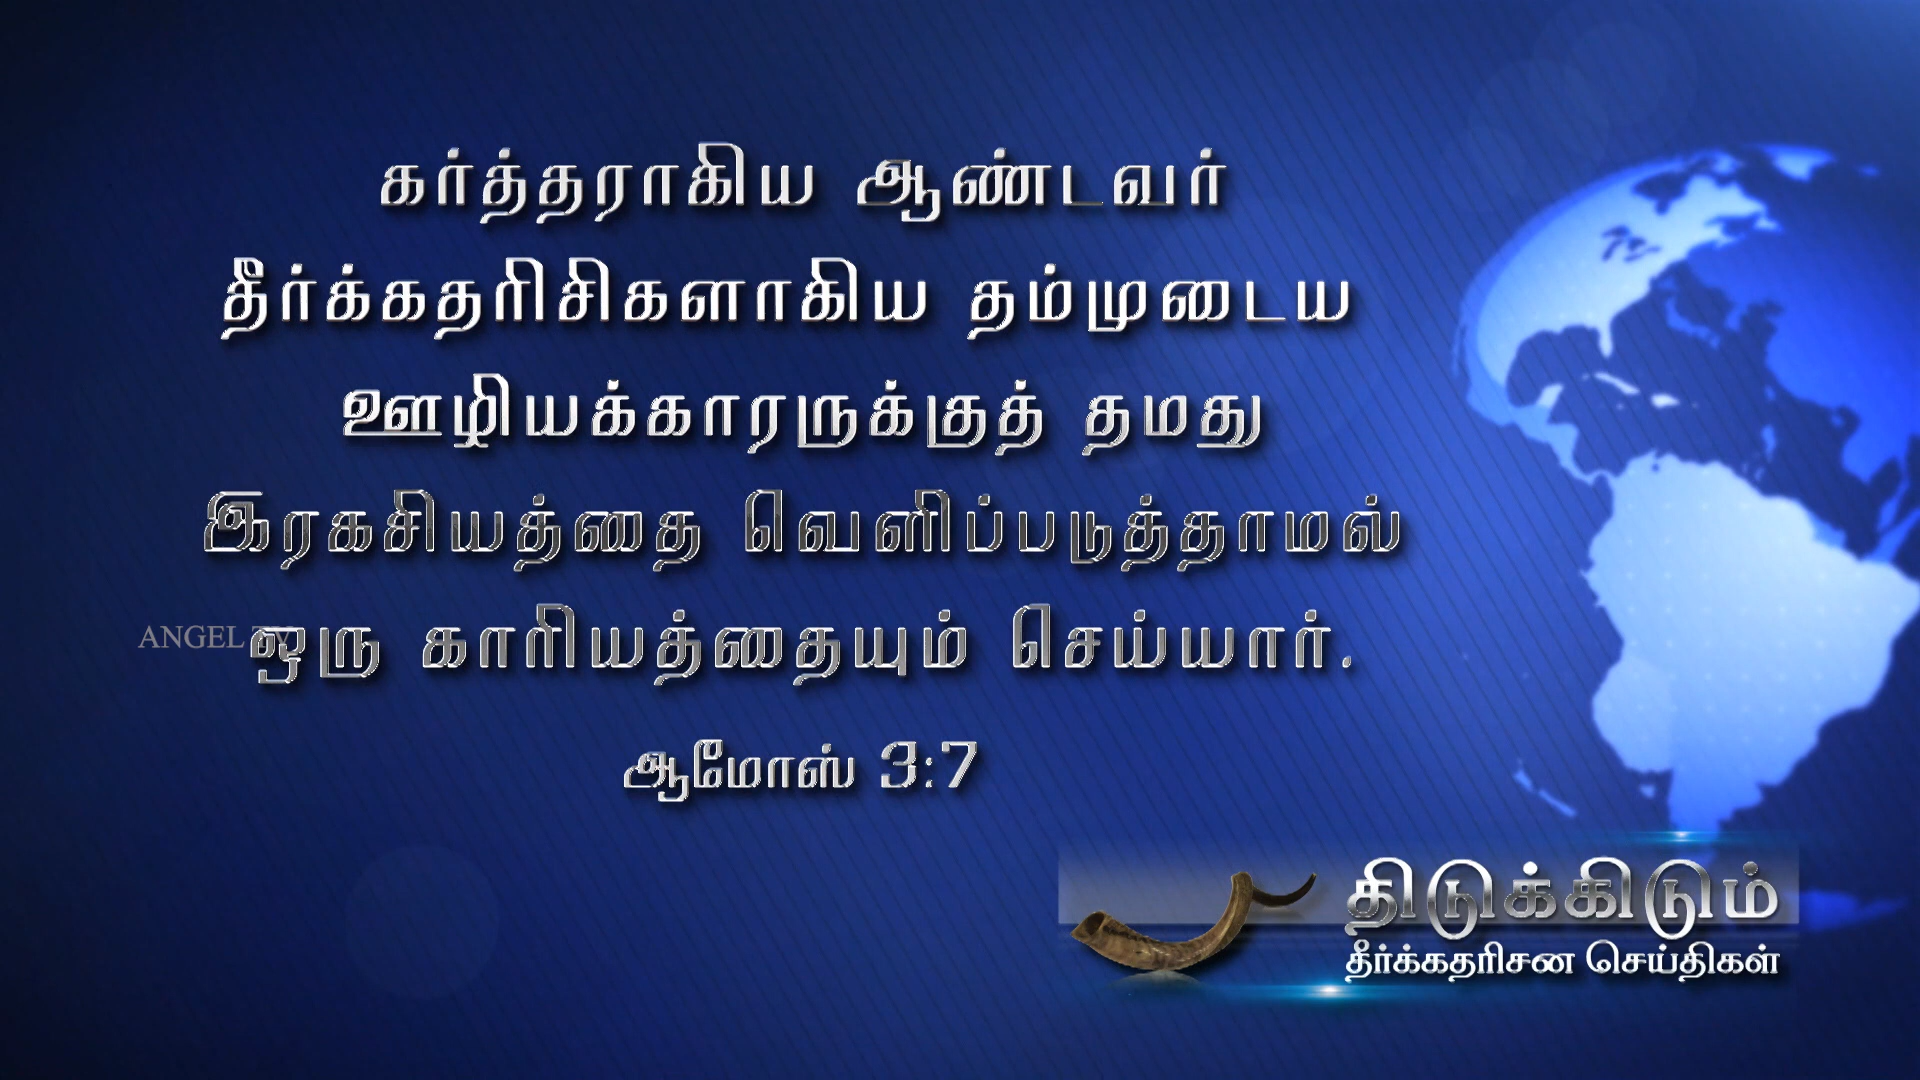 கர்த்தராகிய ஆண்டவர்
தீர்க்கதரிசிகளாகிய தம்முடைய
ஊழியக்காரருக்குத் தமது
இரகசியத்தை வெளிப்படுத்தாமல்
ANGEL TV
ஒரு காரியத்தையும் செய்யார்.
ஆமோஸ் 3:7
திடுக்கிடும்
தீர்க்கதரிசன செய்திகள்